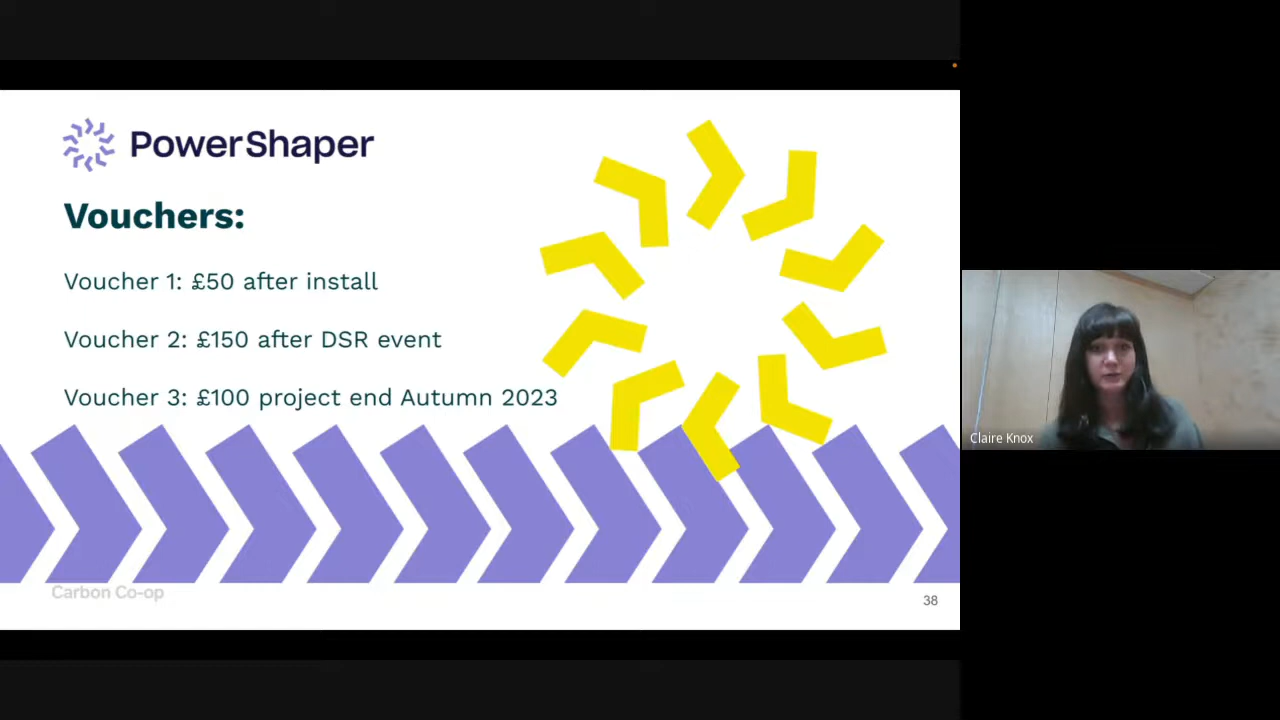 PowerShaper
Vouchers:
Voucher 1: £50 after install
Voucher 2: £150 after DSR event
Voucher 3: £100 project end Autumn 2023
Carbon Co-op
38
Claire Knox